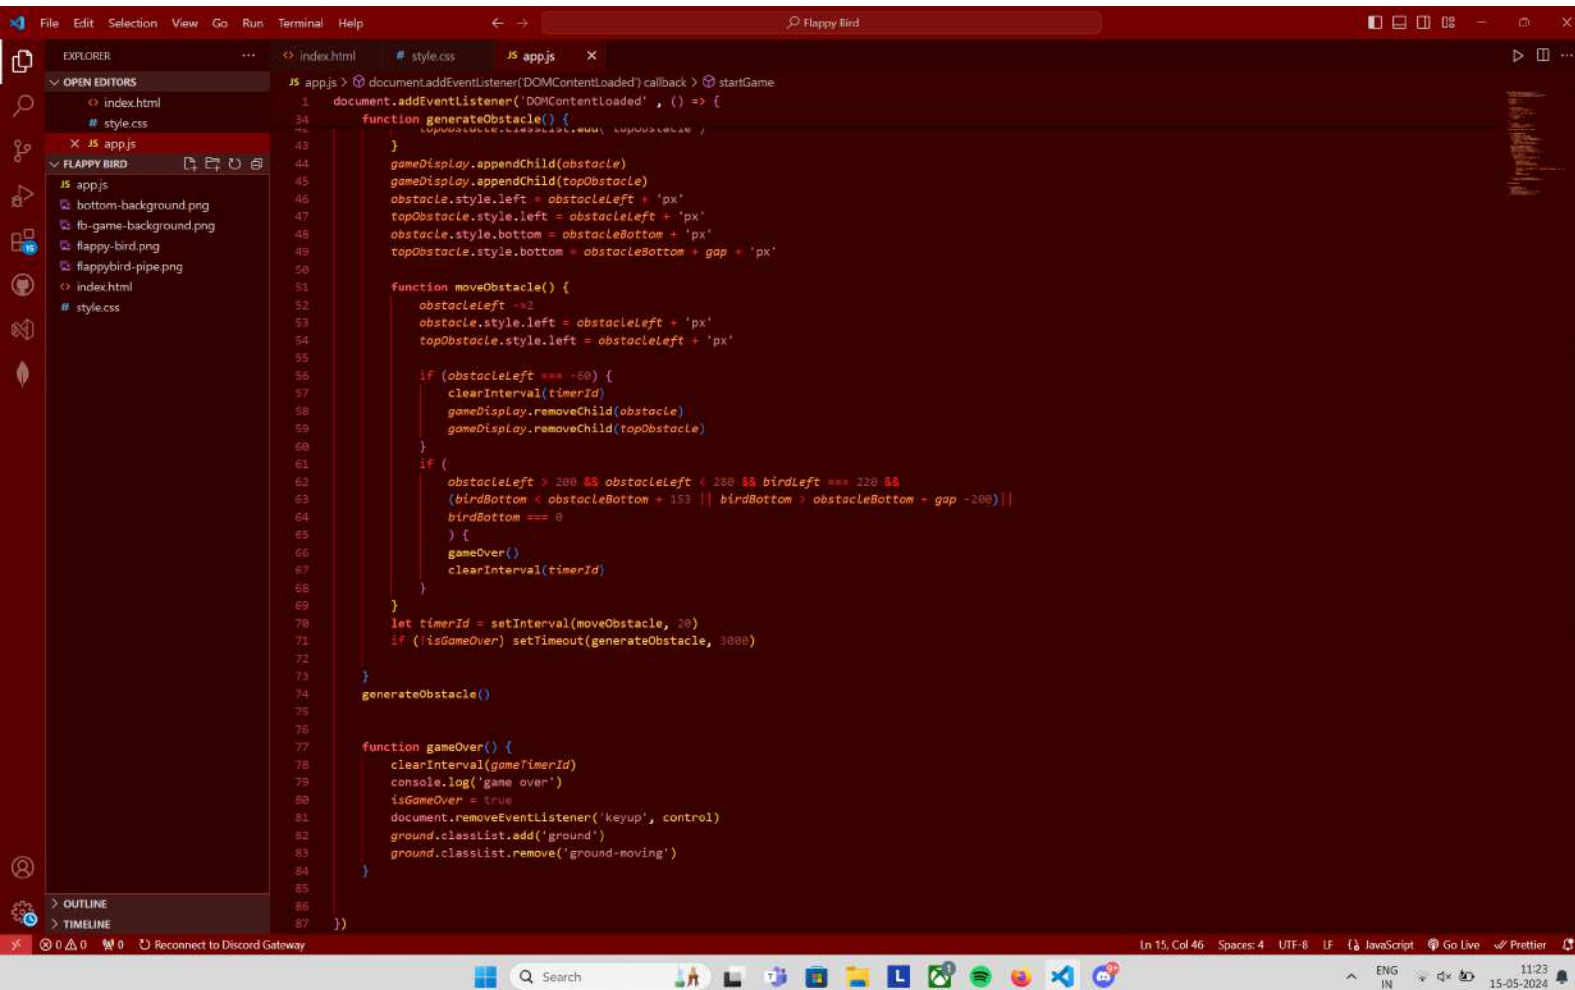 File Edit Selection View Go Run Terminal Help
Flappy Bird
EXPLORER
index.html
# style.css
JS app.js
OPEN EDITORS
index.html
# style.css
JS app.js
FLAPPY BIRD
JS app.js
bottom-background.png
fb-game-background.png
flappy-bird.png
flappybird-pipe.png
index.html
# style.css
OUTLINE
TIMELINE
JS app.js > document.addEventListener('DOMContentLoaded') callback > startGame
1 document.addEventListener('DOMContentLoaded' , () => {
34 function generateObstacle() {
42 topObstacle.classList.add('topObstacle')
43 }
44 gameDisplay.appendChild(obstacle)
45 gameDisplay.appendChild(topObstacle)
46 obstacle.style.left = obstacleLeft + 'px'
47 topObstacle.style.left = obstacleLeft + 'px'
48 obstacle.style.bottom = obstacleBottom + 'px'
49 topObstacle.style.bottom = obstacleBottom + gap + 'px'
50
51 function moveObstacle() {
52 obstacleLeft -=2
53 obstacle.style.left = obstacleLeft + 'px'
54 topObstacle.style.left = obstacleLeft + 'px'
55
56 if (obstacleLeft === -60) {
57 clearInterval(timerId)
58 gameDisplay.removeChild(obstacle)
59 gameDisplay.removeChild(topObstacle)
60 }
61 if (
62 obstacleLeft > 200 && obstacleLeft < 280 && birdLeft === 220 &&
63 (birdBottom < obstacleBottom + 153 || birdBottom > obstacleBottom + gap -200)||
64 birdBottom === 0
65 ) {
66 gameOver()
67 clearInterval(timerId)
68 }
69 }
70 let timerId = setInterval(moveObstacle, 20)
71 if (!isGameOver) setTimeout(generateObstacle, 3000)
72
73 }
74 generateObstacle()
75
76
77 function gameOver() {
78 clearInterval(gameTimerId)
79 console.log('game over')
80 isGameOver = true
81 document.removeEventListener('keyup', control)
82 ground.classList.add('ground')
83 ground.classList.remove('ground-moving')
84 }
85
86
87 })
0 0 0 Reconnect to Discord Gateway
Ln 15, Col 46 Spaces: 4 UTF-8 LF JavaScript Go Live Prettier
Search
ENG
IN
11:23
15-05-2024